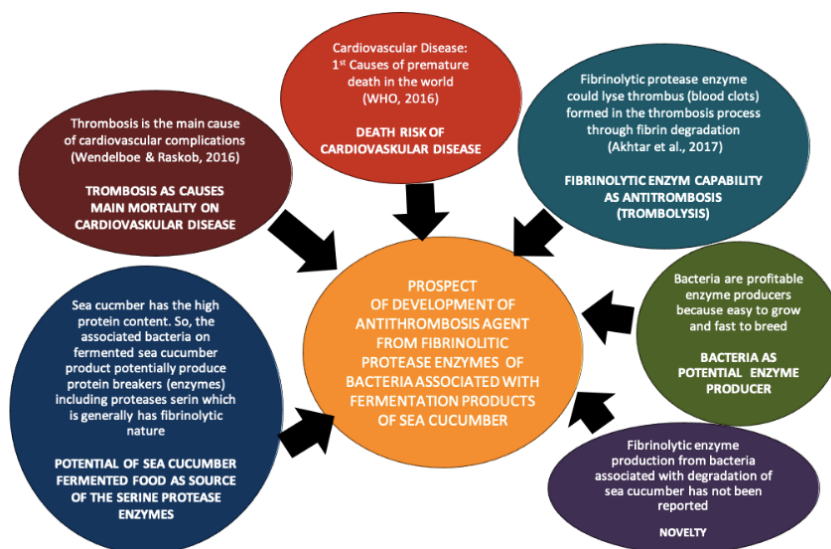 Cardiovascular Disease:
1st Causes of premature
death in the world
(WHO, 2016)
DEATH RISK OF
CARDIOVASKULAR DISEASE
Thrombosis is the main cause
of cardiovascular complications
(Wendelboe & Raskob, 2016)
TROMBOSIS AS CAUSES
MAIN MORTALITY ON
CARDIOVASKULAR DISEASE
Fibrinolytic protease enzyme
could lyse thrombus (blood clots)
formed in the thrombosis process
through fibrin degradation
(Akhtar et al., 2017)
FIBRINOLYTIC ENZYM CAPABILITY
AS ANTITROMBOSIS
(TROMBOLYSIS)
PROSPECT
OF DEVELOPMENT OF
ANTITHROMBOSIS AGENT
FROM FIBRINOLITIC
PROTEASE ENZYMES OF
BACTERIA ASSOCIATED WITH
FERMENTATION PRODUCTS
OF SEA CUCUMBER
Sea cucmber has the high
protein content. So, the
associated bacteria on
fermented sea cucumber
product potentially produce
protein breakers (enzymes)
including proteases serin which
is generally has fibrinolytic
nature
POTENTIAL OF SEA CUCUMBER
FERMENTED FOOD AS SOURCE
OF THE SERINE PROTEASE
ENZYMES
Bacteria are profitable
enzyme producers
because easy to grow
and fast to breed
BACTERIA AS
POTENTIAL ENZYME
PRODUCER
Fibrinolytic enzyme
production from bacteria
associated with degradation of
sea cucumber has not been
reported
NOVELTY